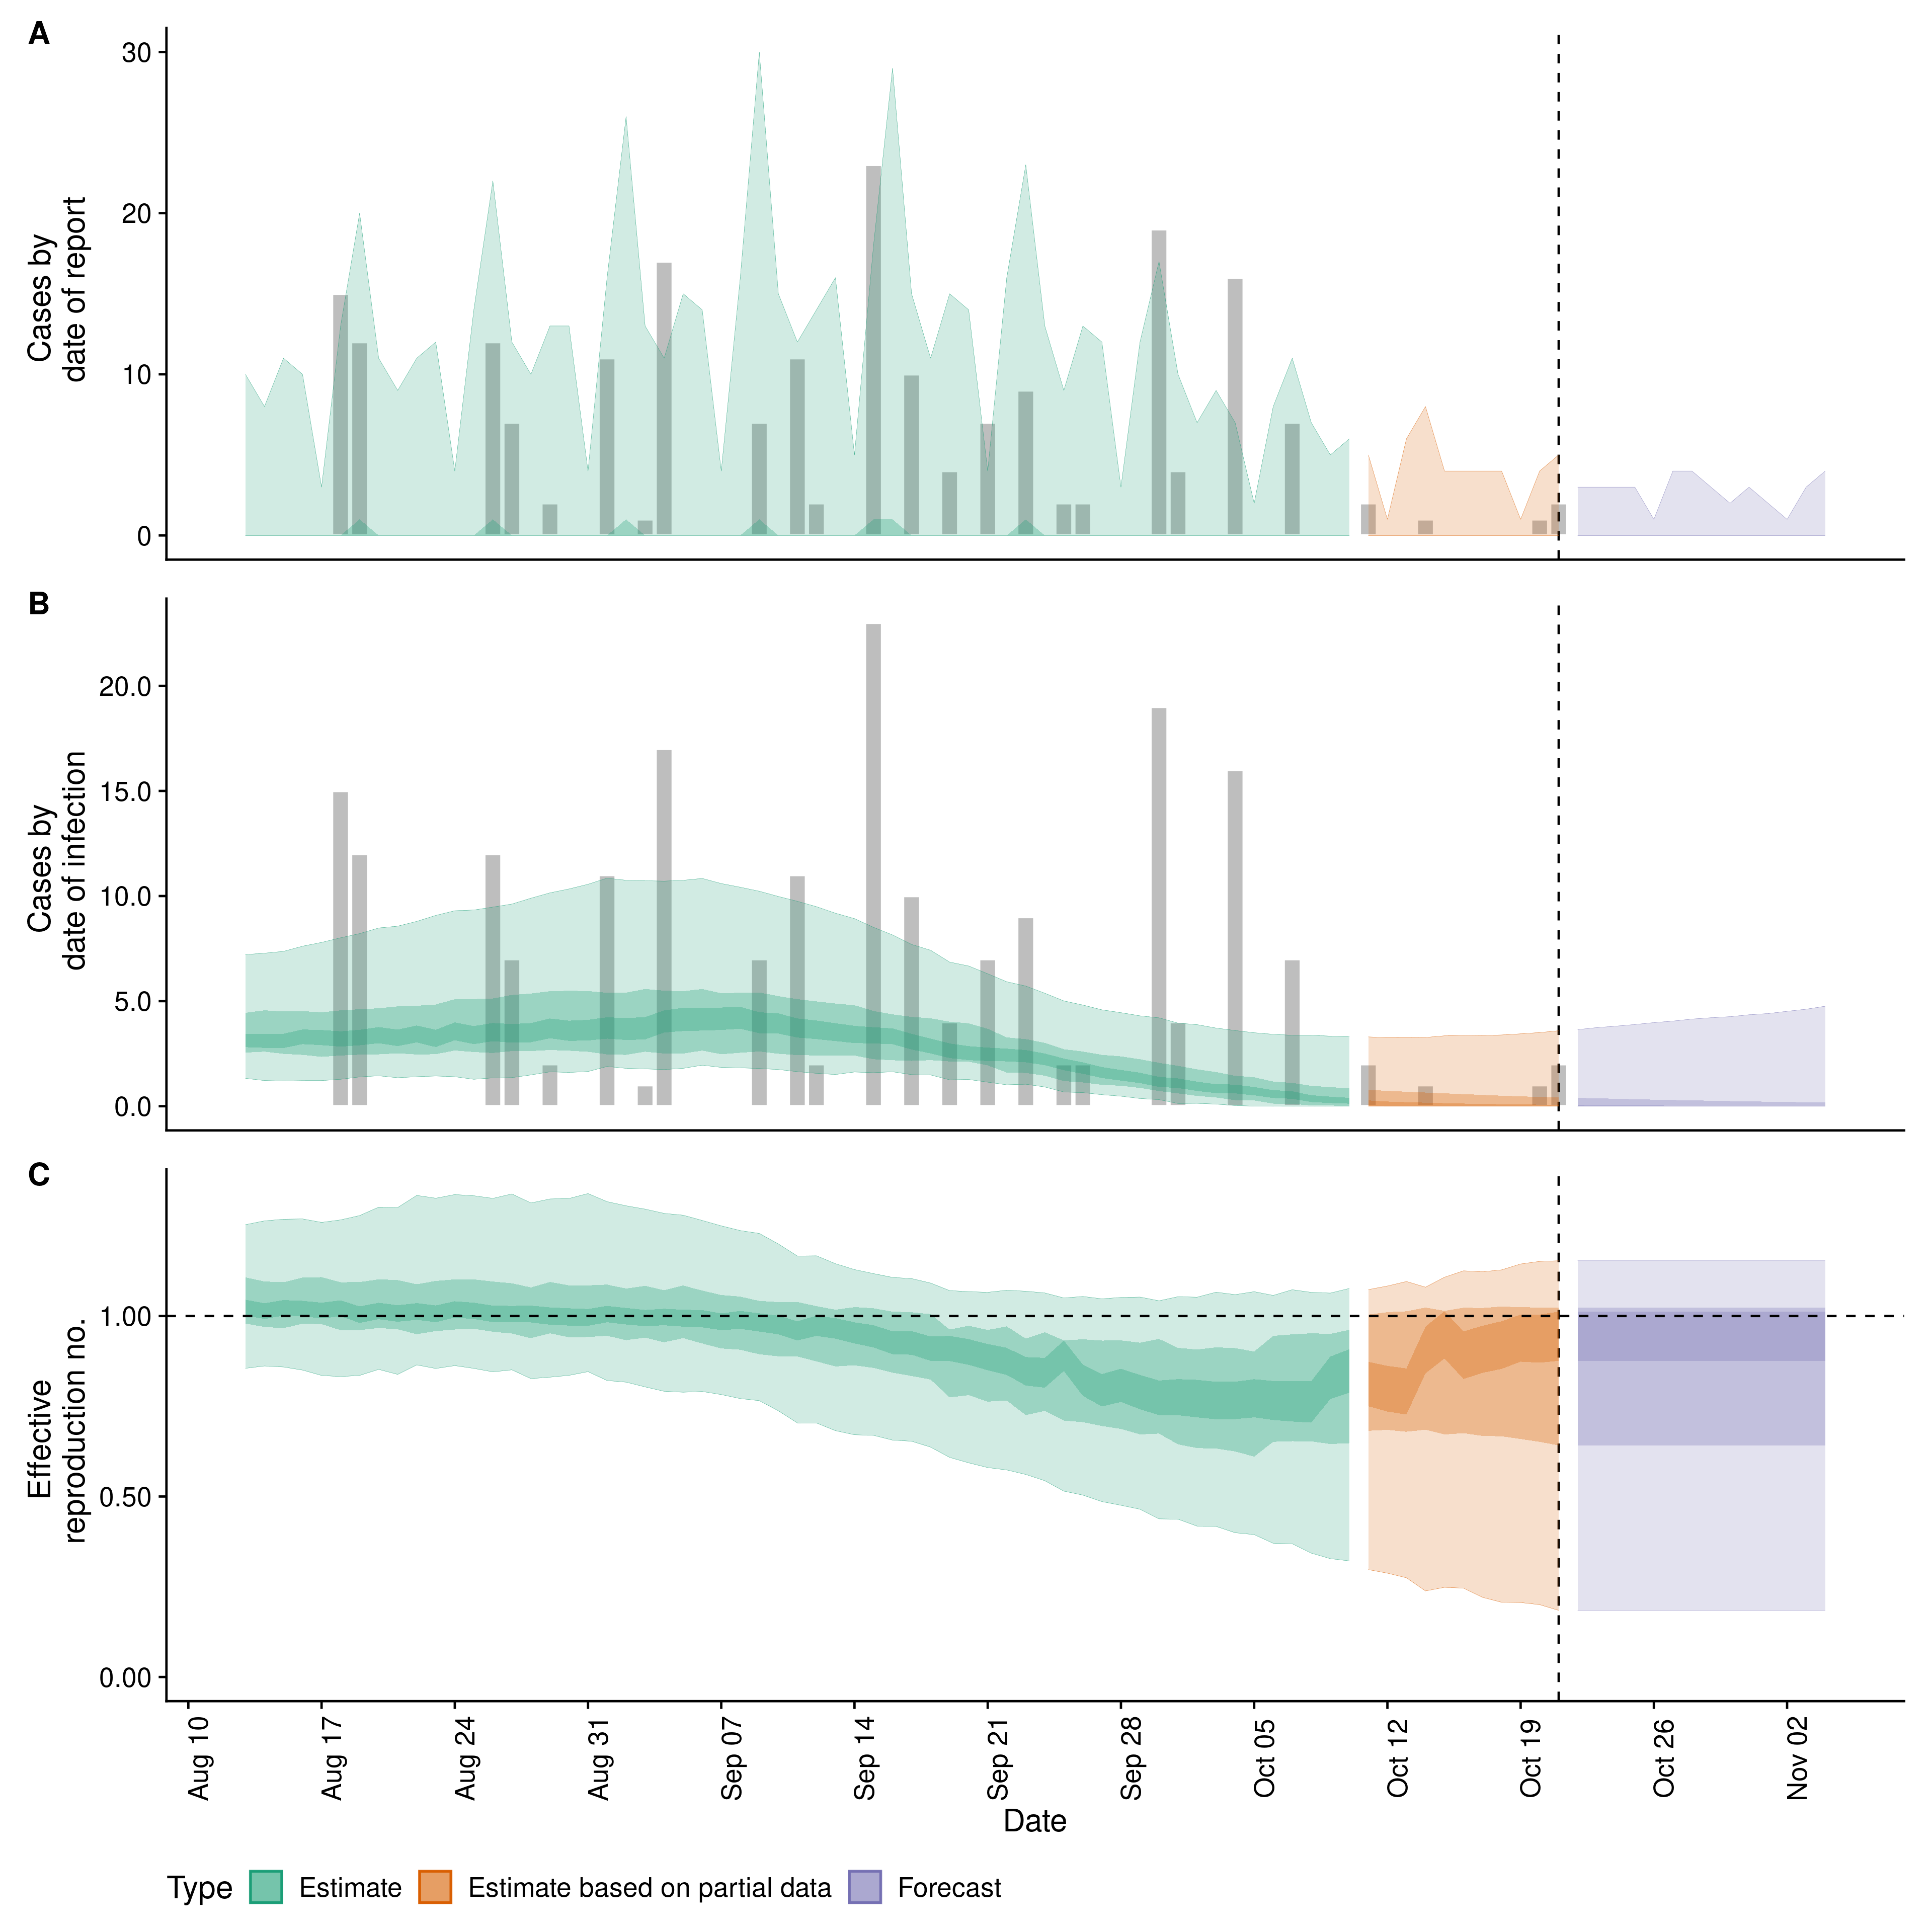 A
30
20
10
0
Cases by
date of report
B
20.0
15.0
10.0
5.0
0.0
Cases by
date of infection
C
1.00
0.50
0.00
Effective
reproduction no.
Aug 10
Aug 17
Aug 24
Aug 31
Sep 07
Sep 14
Sep 21
Sep 28
Oct 05
Oct 12
Oct 19
Oct 26
Nov 02
Date
Type Estimate Estimate based on partial data Forecast